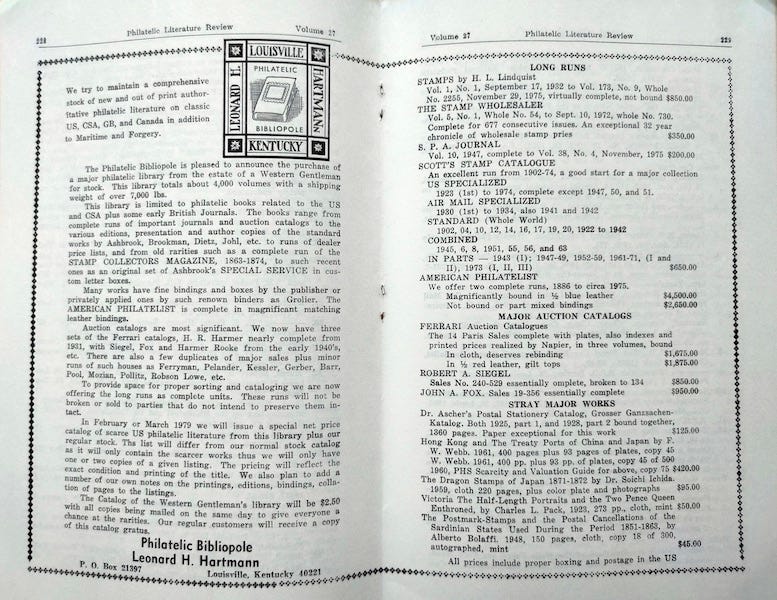 228
Philatelic Literature Review
Volume 27
We try to maintain a comprehensive
stock of new and out of print author-
itative philatelic literature on classic
US, CSA, GB, and Canada in addition
to Maritime and Forgery.
LOUISVILLE
LEONARD H.
HARTMANN
KENTUCKY
PHILATELIC
BIBLIOPOLE
The Philatelic Bibliopole is pleased to announce the purchase of
a major philatelic library from the estate of a Western Gentleman
for stock. This library totals about 4,000 volumes with a shipping
weight of over 7,000 lbs.
This library is limited to philatelic books related to the US
and CSA plus some early British Journals. The books range from
complete runs of important journals and auction catalogs to the
various editions, presentation and author copies of the standard
works by Ashbrook, Brookman, Dietz, Johl, etc. to runs of dealer
price lists, and from old rarities such as a complete run of the
STAMP COLLECTORS MAGAZINE, 1863-1874, to such recent
ones as an original set of Ashbrook's SPECIAL SERVICE in cus-
tom letter boxes.
Many works have fine bindings and boxes by the publisher or
privately applied ones by such renown binders as Grolier. The
AMERICAN PHILATELIST is complete in magnificant matching
leather bindings.
Auction catalogs are most significant. We now have three
sets of the Ferrari catalogs, H. R. Harmer nearly complete from
1931, with Siegel, Fox and Harmer Rooke from the early 1940's,
etc. There are also a few duplicates of major sales plus minor
runs of such houses as Ferryman, Pelander, Kessler, Gerber, Barr,
Pool, Mozian, Pollitz, Robson Lowe, etc.
To provide space for proper sorting and cataloguing we are now
offering the long runs as complete units. These runs will not be
broken or sold to parties that do not intend to preserve them in-
tact.
In February or March 1979 we will issue a special net price
catalog of scarce US philatelic literature from this library plus our
regular stock. The list will differ from our normal stock catalog
as it will only contain the scarcer works thus we will only have
one or two copies of a given listing. The pricing will reflect the
exact condition and printing of the title. We also plan to add a
number of our own notes on the printings, editions, bindings, colla-
tion of pages to the listings.
The Catalog of the Western Gentleman's library will be $2.50
with all copies being mailed on the same day to give everyone a
chance at the rarities. Our regular customers will receive a copy
of this catalog gratus.
Philatelic Bibliopole
Leonard H. Hartmann
P. O. Box 21397
Louisville, Kentucky 40221
Volume 27
Philatelic Literature Review
229
LONG RUNS
STAMPS by H. L. Lindquist
Vol. 1, No. 1, September 17, 1932 to Vol. 173, No. 9, Whole
No. 2255, November 29, 1975, virtually complete, not bound $850.00
THE STAMP WHOLESALER
Vol. 5, No. 1, Whole No. 54, to Sept. 10, 1972, whole No. 730.
Complete for 677 consecutive issues. An exceptional 32 year
chronicle of wholesale stamp pries $350.00
S. P. A. JOURNAL
Vol. 10, 1947, complete to Vol. 38, No. 4, November, 1975 $200.00
SCOTT'S STAMP CATALOGUE
An excellent run from 1902-74, a good start for a major collection
US SPECIALIZED
1923 (1st) to 1974, complete except 1947, 50, and 51.
AIR MAIL SPECIALIZED
1930 (1st) to 1934, also 1941 and 1942
STANDARD (Whole World)
1902, 04, 10, 12, 14, 16, 17, 19, 20, 1922 to 1942
COMBINED
1945, 6, 8, 1951, 55, 56, and 63
IN PARTS — 1943 (I); 1947-49, 1952-59, 1961-71, (I and
II), 1973 (I, II, III) $650.00
AMERICAN PHILATELIST
We offer two complete runs, 1886 to circa 1975.
Magnificently bound in ½ blue leather $4,500.00
Not bound or part mixed bindings $2,650.00
MAJOR AUCTION CATALOGS
FERRARI Auction Catalogues
The 14 Paris Sales complete with plates, also indexes and
printed prices realized by Napier, in three volumes, bound
In cloth, deserves rebinding $1,675.00
In ½ red leather, gilt tops $1,875.00
ROBERT A. SIEGEL
Sales No. 240-529 essentially omplete, broken to 134 $850.00
JOHN A. FOX. Sales 19-356 essentially complete $950.00
STRAY MAJOR WORKS
Dr. Ascher's Postal Stationery Catalog, Grosser Ganzsachen-
Katalog. Both 1925, part 1, and 1928, part 2 bound together,
1360 pages. Paper exceptional for this work $125.00
Hong Kong and The Treaty Ports of China and Japan by F.
W. Webb. 1961, 400 pages plus 93 pages of plates, copy 45
W. Webb. 1961, 400 pp. plus 93 pp. of plates, copy 45 of 500
1960, PHS Scarcity and Valuation Guide for above, copy 75 $420.00
The Dragon Stamps of Japan 1871-1872 by Dr. Soichi Ichida.
1959, cloth 220 pages, plus color plate and photographs $95.00
Victoria The Half-Length Portraits and the Two Pence Queen
Enthroned, by Charles L. Pack, 1923, 273 pp., cloth, mint $50.00
The Postmark-Stamps and the Postal Cancellations of the
Sardinian States Used During the Period 1851-1863, by
Alberto Bolaffi. 1948, 150 pages, cloth, copy 18 of 300,
autographed, mint $45.00
All prices include proper boxing and postage in the US